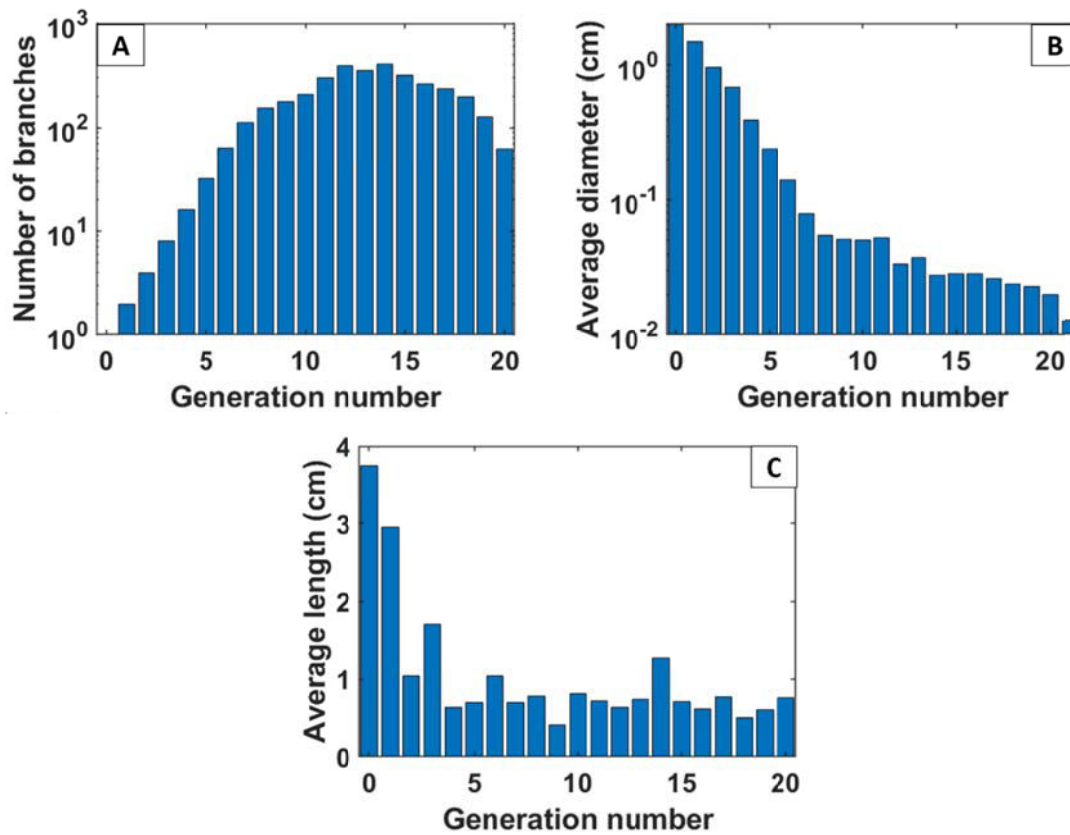 A
Number of branches
10^3
10^2
10^1
10^0
0 5 10 15 20
Generation number
B
Average diameter (cm)
10^0
10^-1
10^-2
0 5 10 15 20
Generation number
C
Average length (cm)
4
3
2
1
0
0 5 10 15 20
Generation number